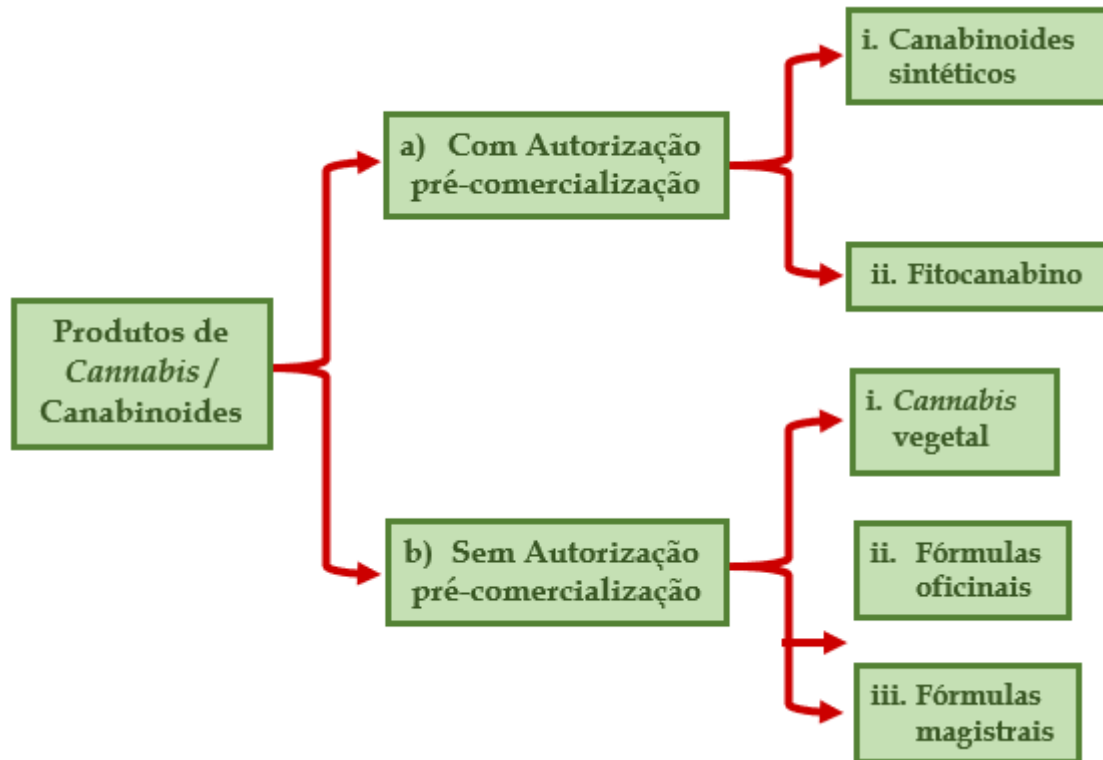 Produtos de
Cannabis /
Canabinoides
a) Com Autorização
pré-comercialização
i. Canabinoides
sintéticos
ii. Fitocanabino
b) Sem Autorização
pré-comercialização
i. Cannabis
vegetal
ii. Fórmulas
oficinais
iii. Fórmulas
magistrais